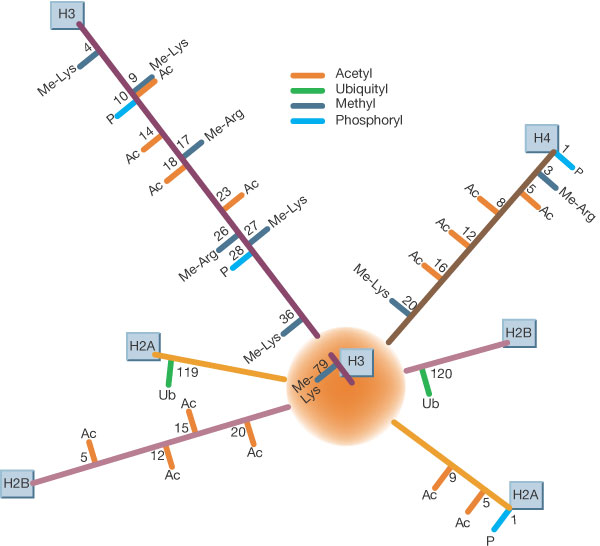 H3
4
Me-Lys
9
Me-Lys
Ac
10
P
14
Ac
17
Me-Arg
18
Ac
23
Ac
26
Me-Arg
27
Me-Lys
28
P
36
Me-Lys
Acetyl
Ubiquityl
Methyl
Phosphoryl
H4
1
P
3
Me-Arg
5
Ac
8
Ac
12
Ac
16
Ac
20
Me-Lys
H2A
119
Ub
H3
Me-79
Lys
H2B
120
Ub
H2B
5
Ac
12
Ac
15
Ac
20
Ac
9
Ac
5
Ac
H2A
1
P